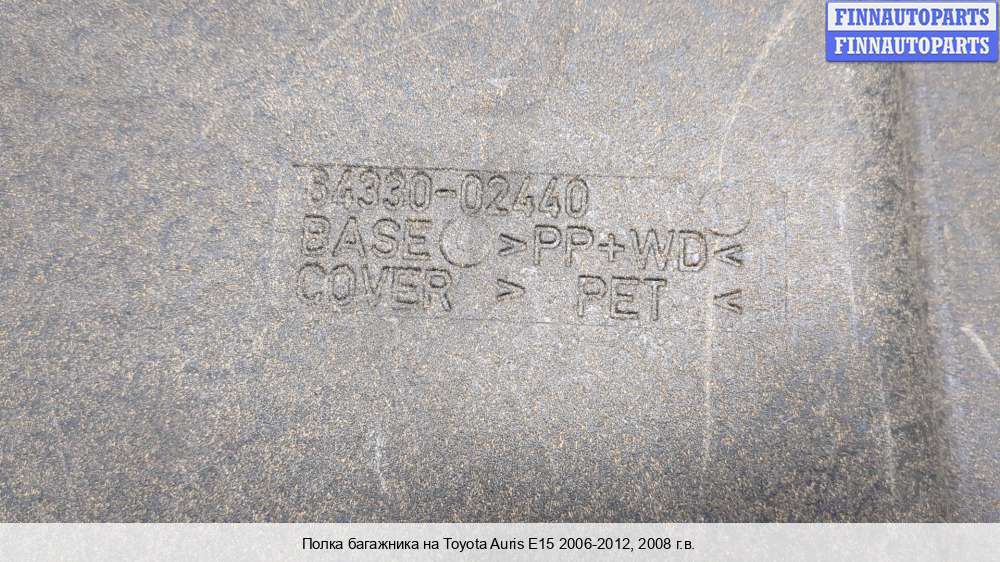 FINNAUTOPARTS
FINNAUTOPARTS
64330-02440
BASE >PP+WD<
COVER > PET <
Полка багажника на Toyota Auris E15 2006-2012, 2008 г.в.